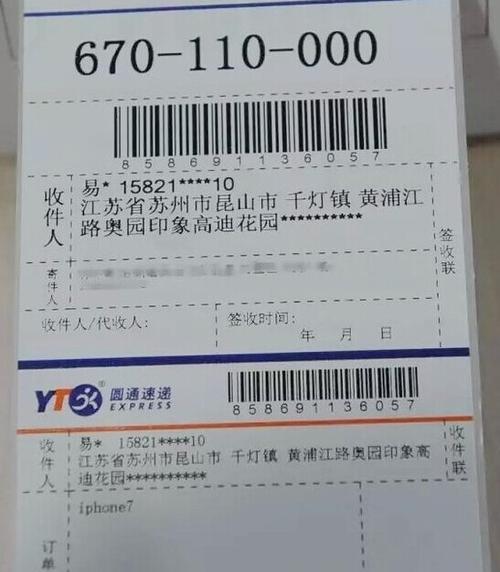 670-110-000
858691136057
收件人
易* 15821****10
江苏省苏州市昆山市 千灯镇 黄浦江
路奥园印象高迪花园**********
签收联
寄件人
收件人/代收人:
签收时间:
年 月 日
YTO 圆通速递
EXPRESS
858691136057
收件人
易* 15821****10
江苏省苏州市昆山市 千灯镇 黄浦江路奥园印象高
迪花园**********
收件联
iphone7
订单